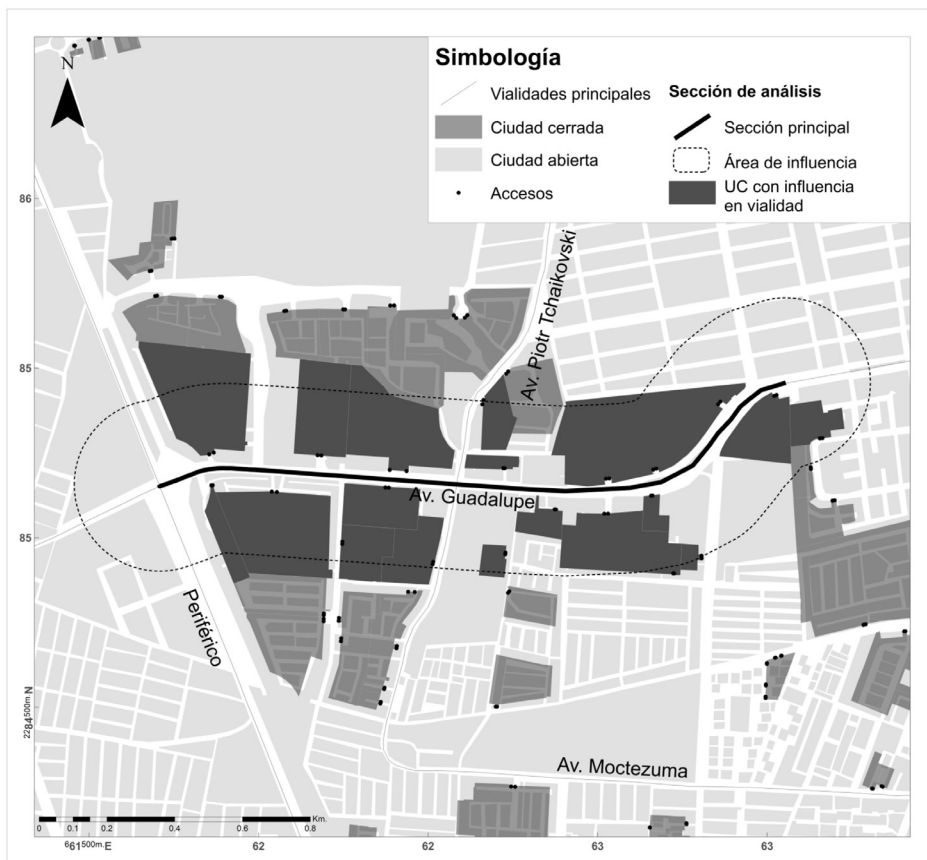 Simbología
Vialidades principales
Ciudad cerrada
Ciudad abierta
Accesos
Sección de análisis
Sección principal
Área de influencia
UC con influencia
en vialidad
N
86
85
85
2284500m N
Av. Piotr Tchaikovski
Av. Guadalupel
Periférico
Av. Moctezuma
Km.
0 0.1 0.2 0.4 0.6 0.8
661500m. E
62
62
63
63